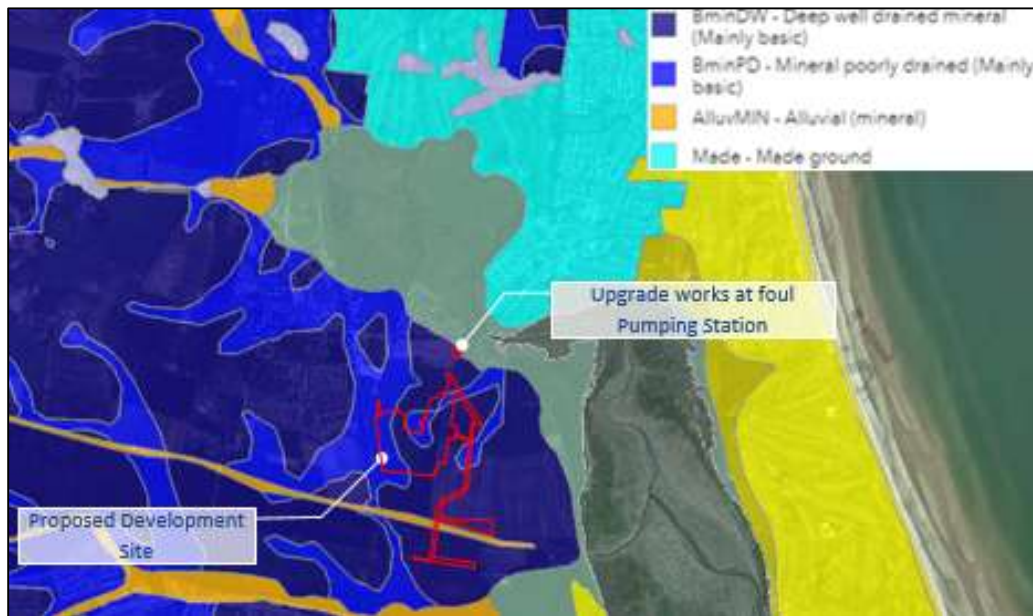 BminDW - Deep well drained mineral
(Mainly basic)
BminPD - Mineral poorly drained (Mainly
basic)
AlluvMIN - Alluvial (mineral)
Made - Made ground
Upgrade works at foul
Pumping Station
Proposed Development
Site